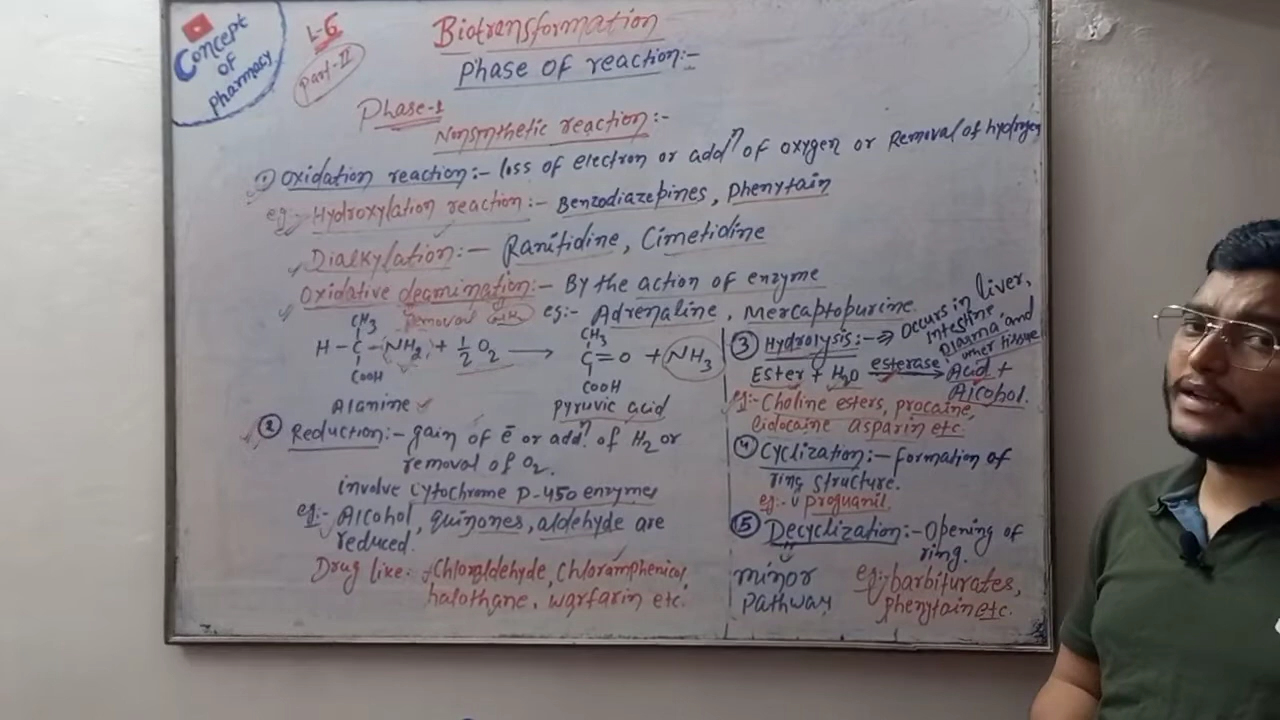 Concept
of
Pharmacy
L-6
Part-II
Biotransformation
Phase of reaction:-
Phase-1
Nonsynthetic reaction:-
① Oxidation reaction:- loss of electron or addⁿ of oxygen or Removal of hydrogen
eg:- Hydroxylation reaction:- Benzodiazepines, Phenytain
Dialkylation:- Ranitidine, Cimetidine
Oxidative deamination:- By the action of enzyme
Removal
eg:- Adrenaline, Mercaptopurine.
CH3
H-C-NH2 + 1/2 O2 → C=O + NH3
COOH
Alanine
CH3
COOH
pyruvic acid
② Reduction:- gain of ē or addⁿ of H2 or
removal of O2.
involve cytochrome P-450 enzymes
eg:- Alcohol, quinones, aldehyde are
reduced.
Drug like:- Chloraldehyde, Chloramphenical,
halothane, warfarin etc.
③ Hydrolysis:- ⇒ Occurs in liver,
intestine,
Plasma and
other tissue
Ester + H2O esterase → Acid +
Alcohol.
eg:- Choline esters, procaine,
lidocaine asparin etc.
④ Cyclization:- formation of
ring structure.
eg:- proguanil.
⑤ Decyclization:- Opening of
ring.
minor
pathway
eg:- barbiturates,
phenytain etc.